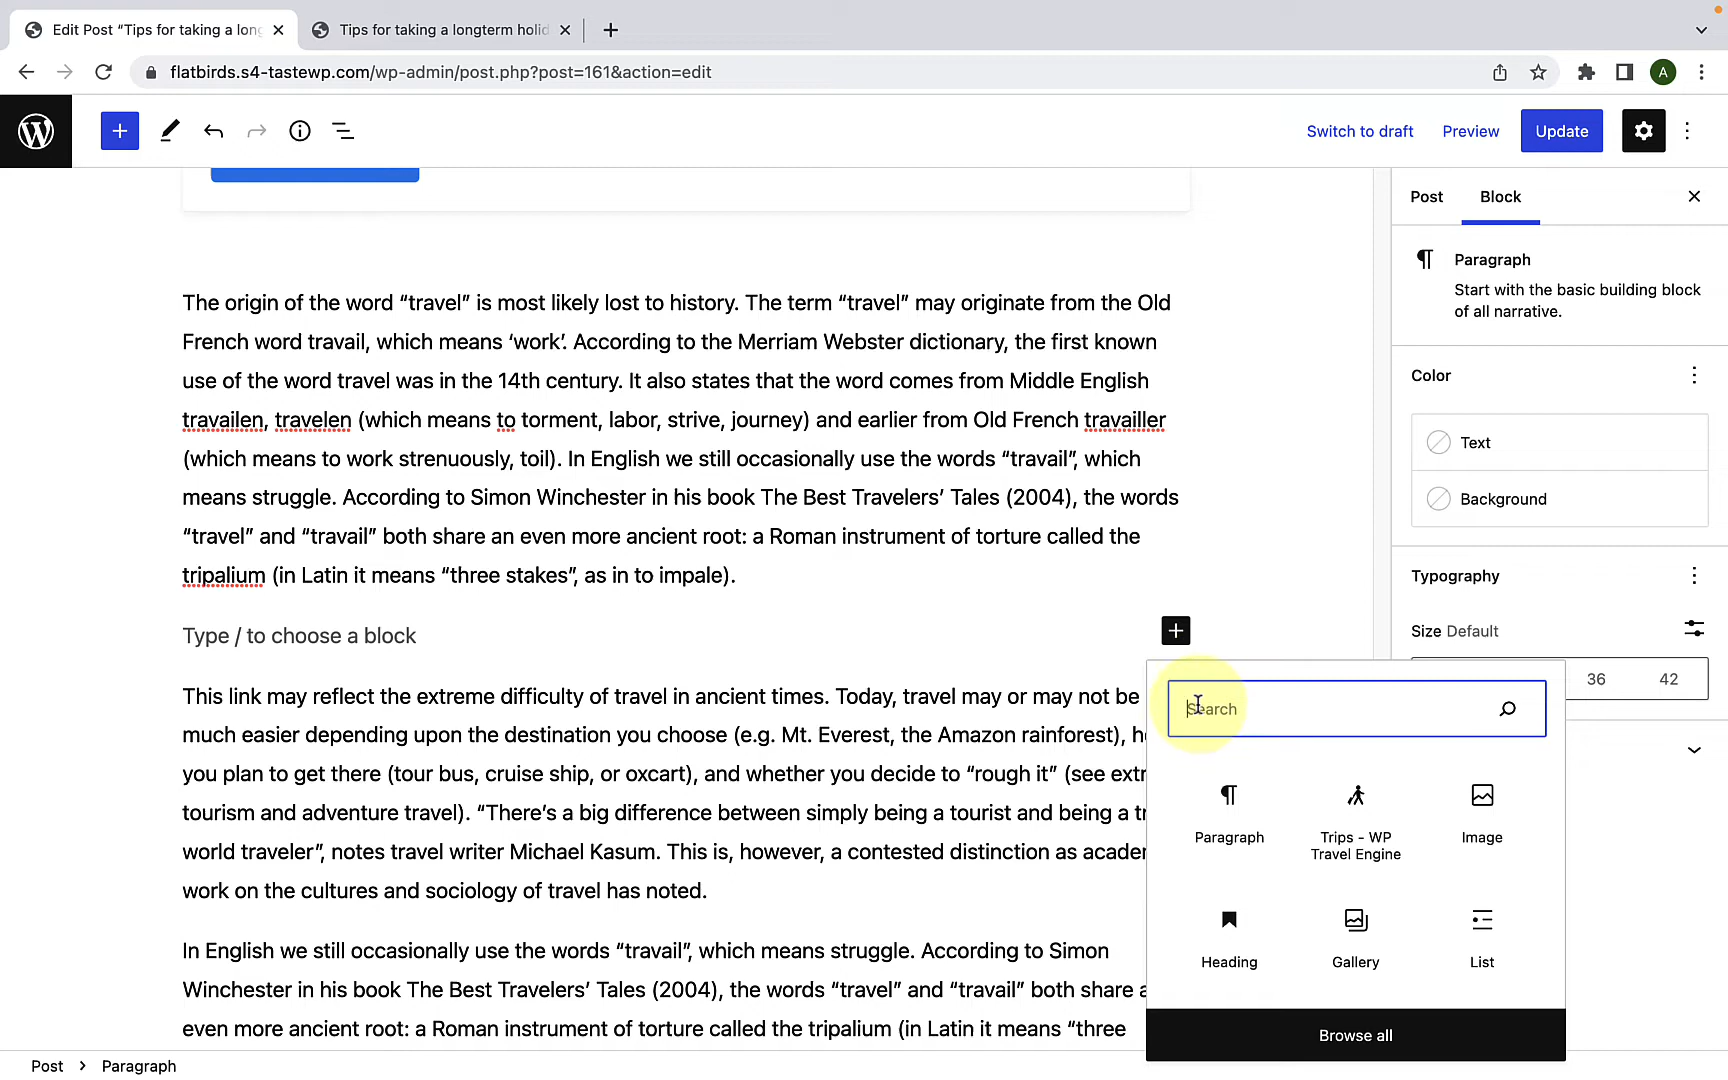 Edit Post “Tips for taking a long
Tips for taking a longterm holid
flatbirds.s4-tastewp.com/wp-admin/post.php?post=161&action=edit
A
Switch to draft
Preview
Update
Post
Block
Paragraph
Start with the basic building block
of all narrative.
Color
Text
Background
Typography
Size Default
36
42
The origin of the word “travel” is most likely lost to history. The term “travel” may originate from the Old
French word travail, which means ‘work’. According to the Merriam Webster dictionary, the first known
use of the word travel was in the 14th century. It also states that the word comes from Middle English
travailen, travelen (which means to torment, labor, strive, journey) and earlier from Old French travailler
(which means to work strenuously, toil). In English we still occasionally use the words “travail”, which
means struggle. According to Simon Winchester in his book The Best Travelers’ Tales (2004), the words
“travel” and “travail” both share an even more ancient root: a Roman instrument of torture called the
tripalium (in Latin it means “three stakes”, as in to impale).
Type / to choose a block
This link may reflect the extreme difficulty of travel in ancient times. Today, travel may or may not be
much easier depending upon the destination you choose (e.g. Mt. Everest, the Amazon rainforest), h
you plan to get there (tour bus, cruise ship, or oxcart), and whether you decide to “rough it” (see extr
tourism and adventure travel). “There’s a big difference between simply being a tourist and being a tr
world traveler”, notes travel writer Michael Kasum. This is, however, a contested distinction as acade
work on the cultures and sociology of travel has noted.
In English we still occasionally use the words “travail”, which means struggle. According to Simon
Winchester in his book The Best Travelers’ Tales (2004), the words “travel” and “travail” both share a
even more ancient root: a Roman instrument of torture called the tripalium (in Latin it means “three
Search
Paragraph
Trips - WP
Travel Engine
Image
Heading
Gallery
List
Browse all
Post
Paragraph